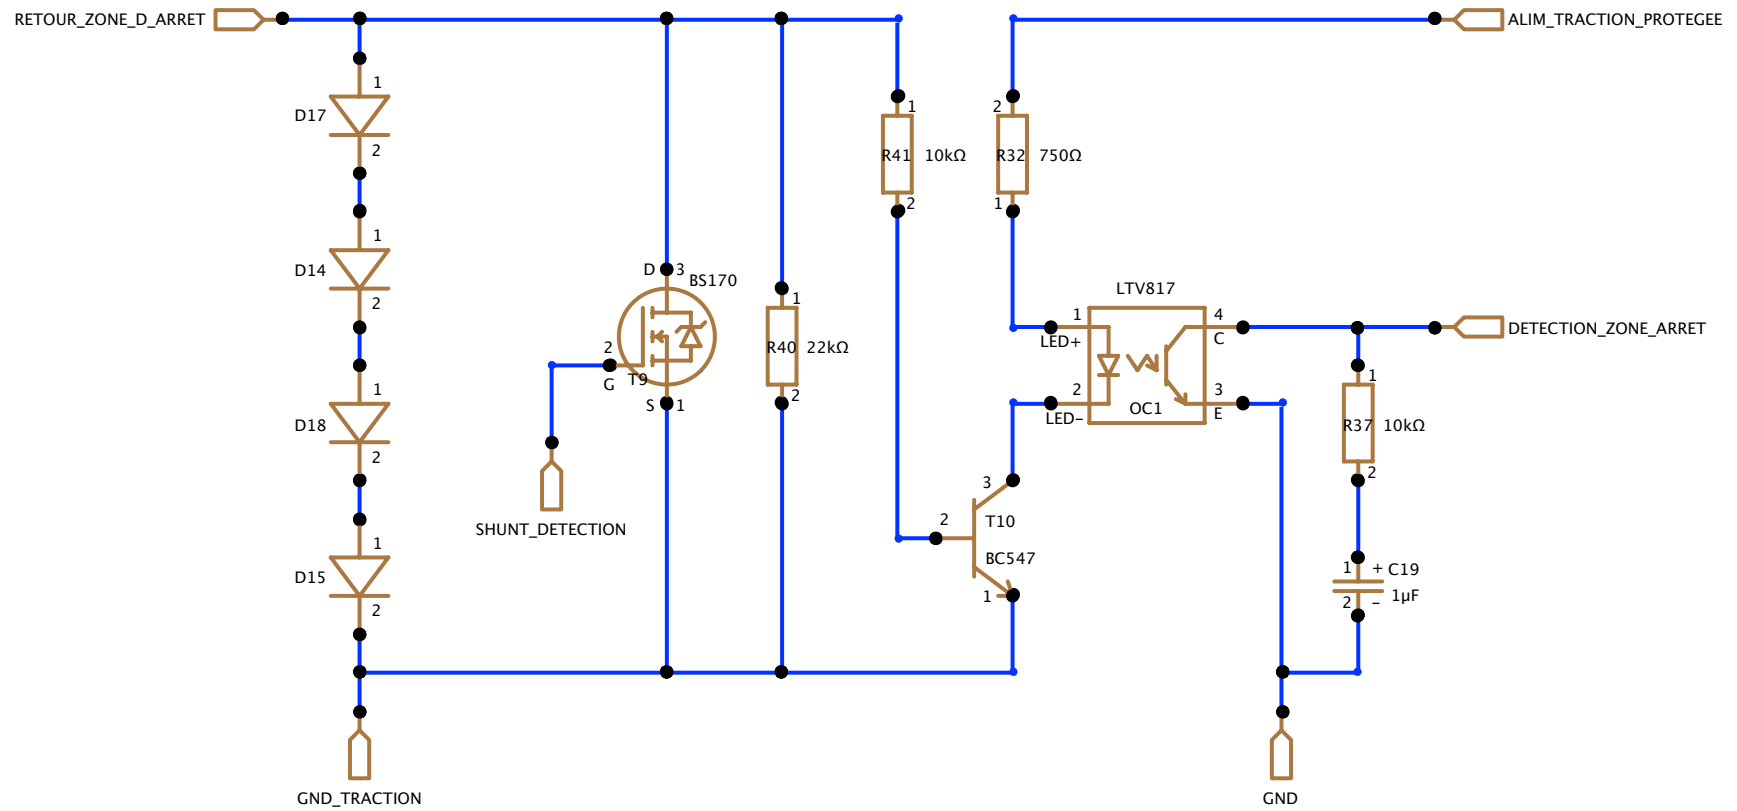 RETOUR_ZONE_D_ARRET
ALIM_TRACTION_PROTEGEE
1
D17
2
1
D14
2
1
D18
2
1
D15
2
GND_TRACTION
D 3
BS170
2
G
T9
S 1
SHUNT_DETECTION
1
R40 22kΩ
2
1
R41 10kΩ
2
2
R32 750Ω
1
LTV817
1
LED+
2
LED-
OC1
4
C
3
E
DETECTION_ZONE_ARRET
3
2
T10
BC547
1
1
R37 10kΩ
2
1 + C19
1µF
2 -
GND